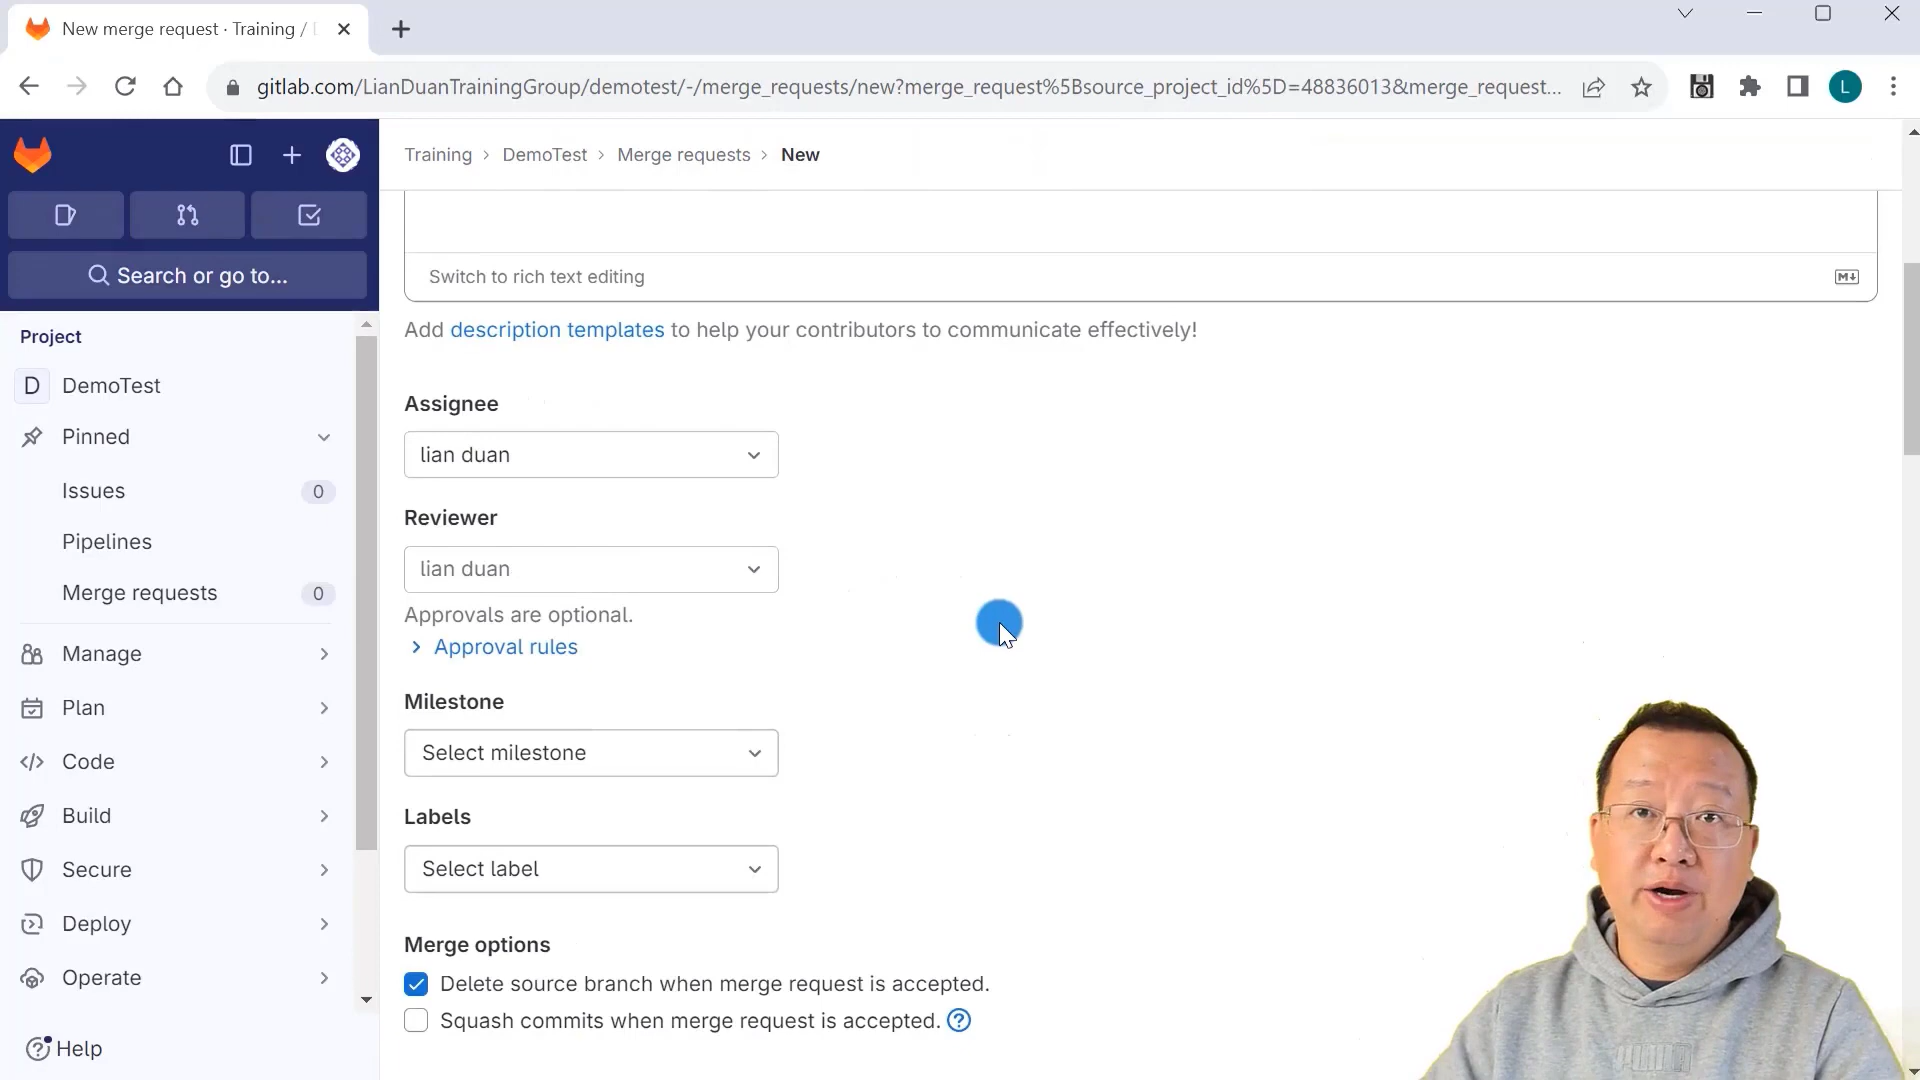 New merge request · Training /
gitlab.com/LianDuanTrainingGroup/demotest/-/merge_requests/new?merge_request%5Bsource_project_id%5D=48836013&merge_request...
L
Training > DemoTest > Merge requests > New
Search or go to...
Project
D DemoTest
Pinned
Issues 0
Pipelines
Merge requests 0
Manage
Plan
Code
Build
Secure
Deploy
Operate
Help
Switch to rich text editing
Add description templates to help your contributors to communicate effectively!
Assignee
lian duan
Reviewer
lian duan
Approvals are optional.
Approval rules
Milestone
Select milestone
Labels
Select label
Merge options
Delete source branch when merge request is accepted.
Squash commits when merge request is accepted. ?
PUMA